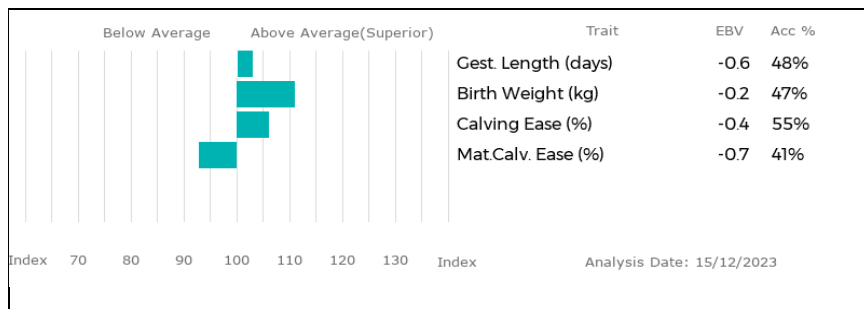 Below Average Above Average(Superior) Trait EBV Acc %
Gest. Length (days) -0.6 48%
Birth Weight (kg) -0.2 47%
Calving Ease (%) -0.4 55%
Mat.Calv. Ease (%) -0.7 41%
Index 70 80 90 100 110 120 130 Index Analysis Date: 15/12/2023